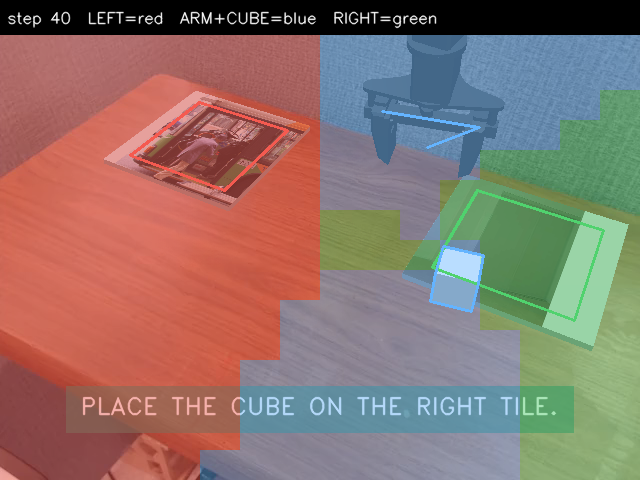 step 40 LEFT=red ARM+CUBE=blue RIGHT=green
PLACE THE CUBE ON THE RIGHT TILE.